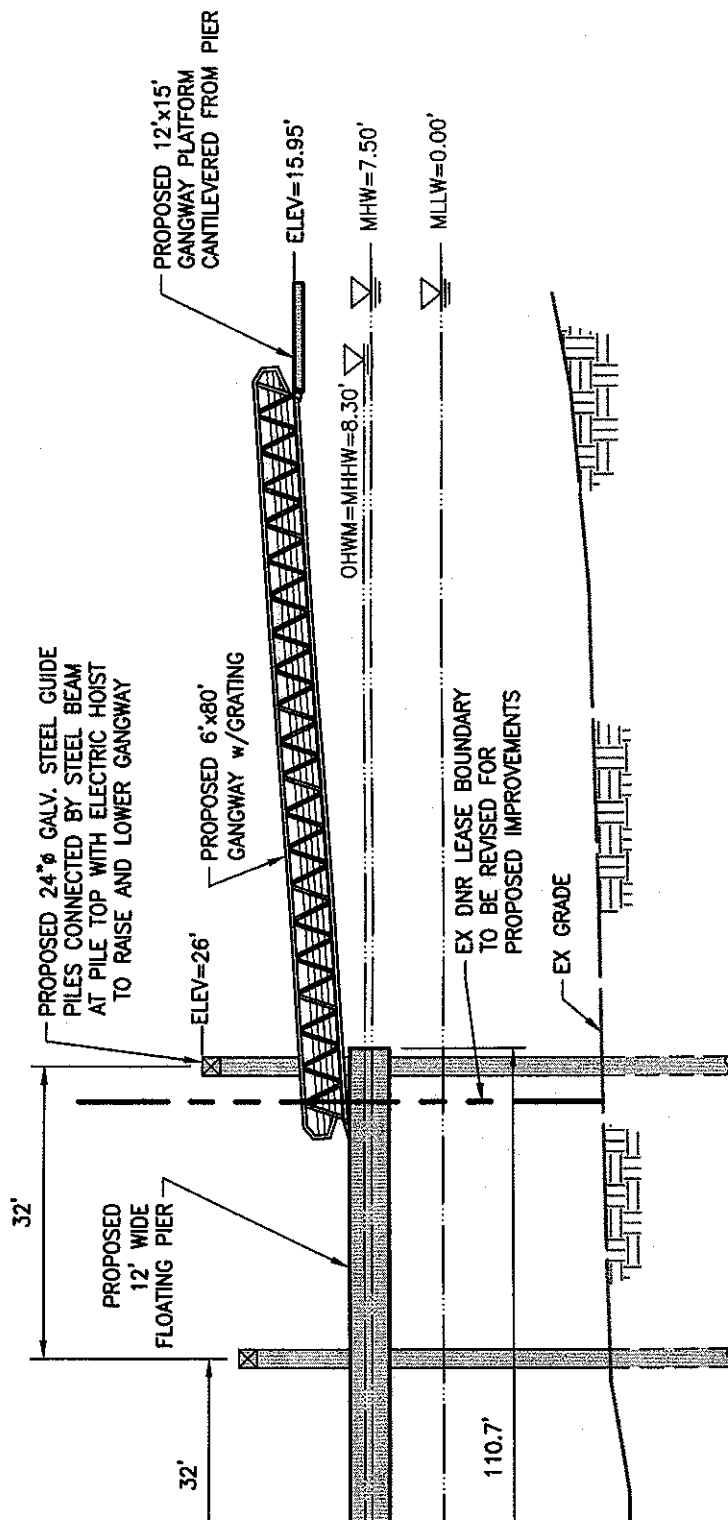 PROPOSED 24"ø GALV. STEEL GUIDE
PILES CONNECTED BY STEEL BEAM
AT PILE TOP WITH ELECTRIC HOIST
TO RAISE AND LOWER GANGWAY
ELEV=26'
32'
32'
PROPOSED
12' WIDE
FLOATING PIER
PROPOSED 6'x80'
GANGWAY w/GRATING
PROPOSED 12'x15'
GANGWAY PLATFORM
CANTILEVERED FROM PIER
ELEV=15.95'
OHWM=MHHW=8.30'
MHW=7.50'
MLLW=0.00'
EX DNR LEASE BOUNDARY
TO BE REVISED FOR
PROPOSED IMPROVEMENTS
EX GRADE
110.7'